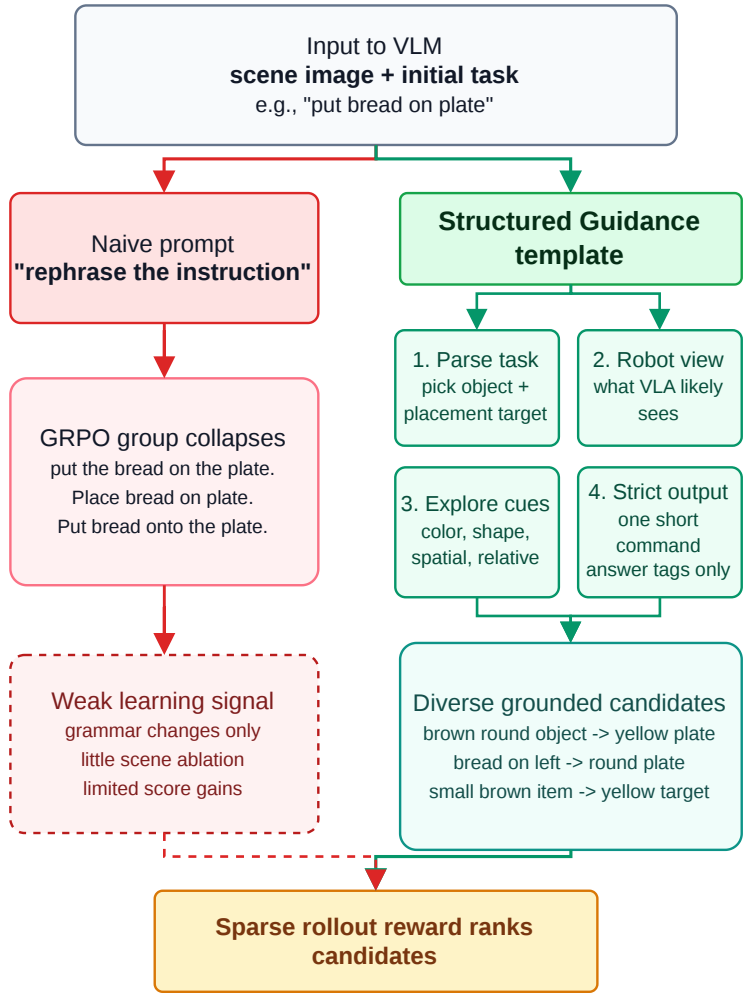 Input to VLM
scene image + initial task
e.g., "put bread on plate"
Naive prompt
"rephrase the instruction"
GRPO group collapses
put the bread on the plate.
Place bread on plate.
Put bread onto the plate.
Weak learning signal
grammar changes only
little scene ablation
limited score gains
Structured Guidance
template
1. Parse task
pick object +
placement target
2. Robot view
what VLA likely
sees
3. Explore cues
color, shape,
spatial, relative
4. Strict output
one short
command
answer tags only
Diverse grounded candidates
brown round object -> yellow plate
bread on left -> round plate
small brown item -> yellow target
Sparse rollout reward ranks
candidates